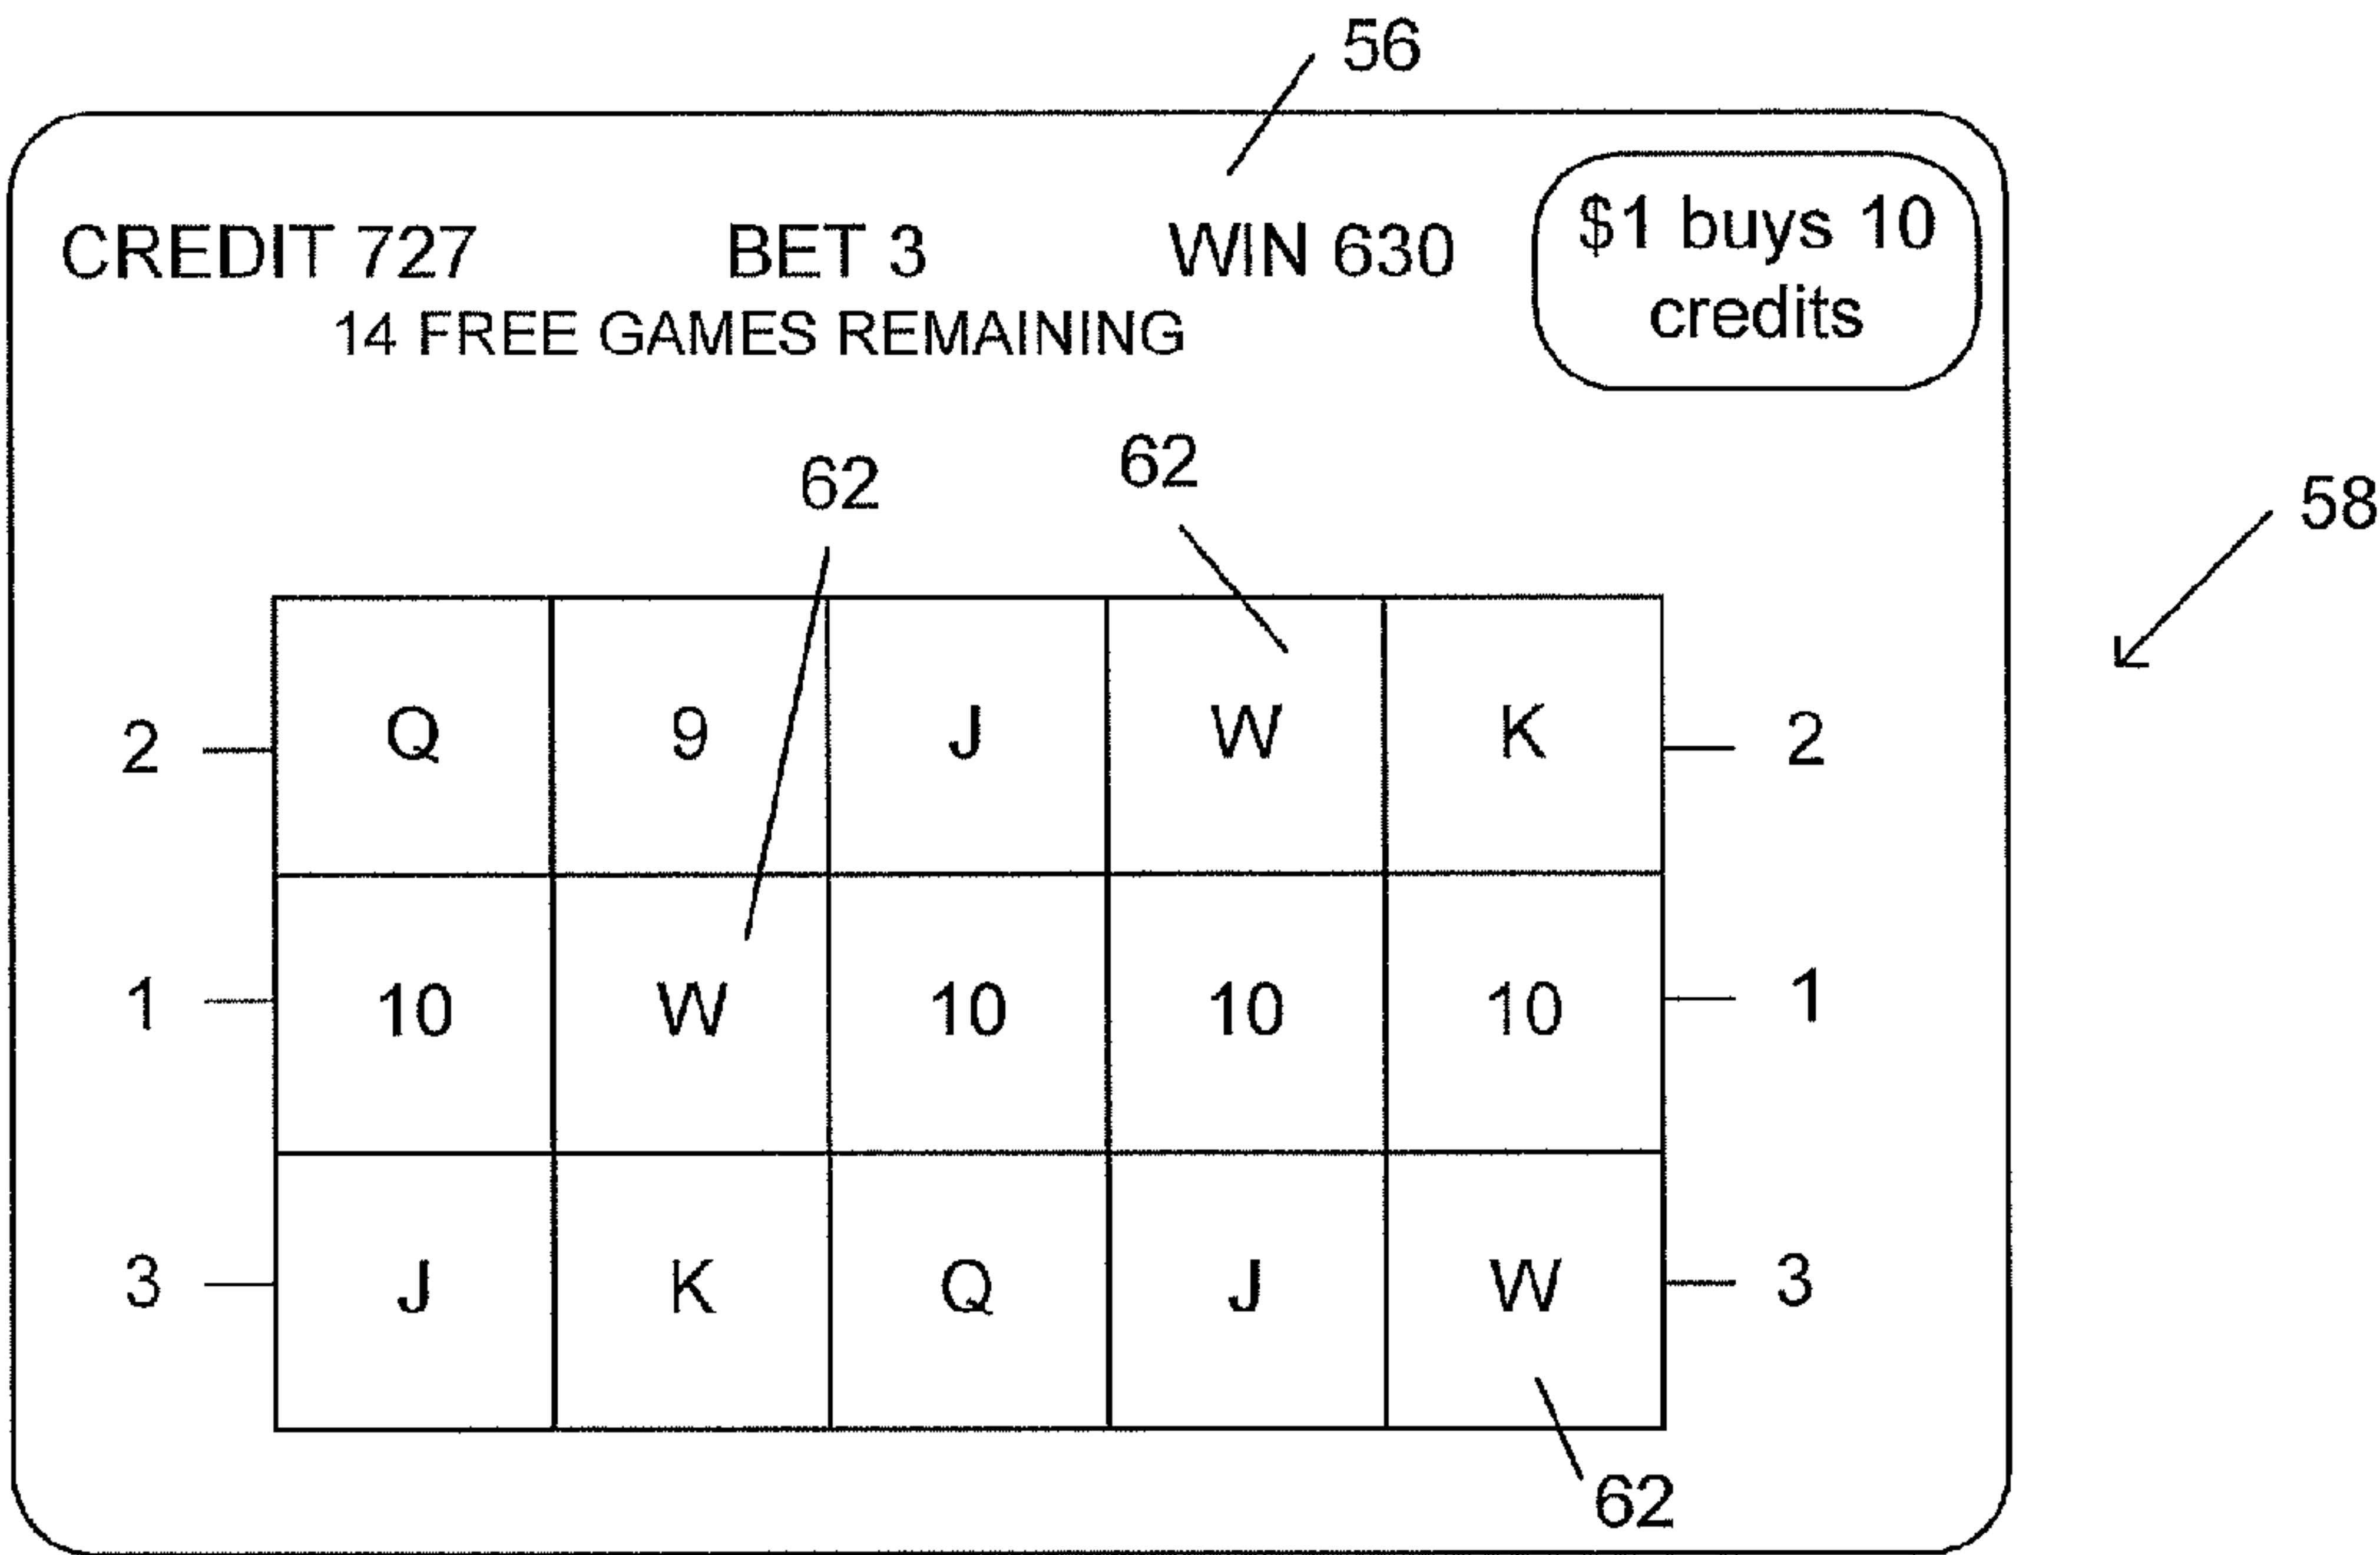 56
CREDIT 727 BET 3 WIN 630
$1 buys 10
credits
14 FREE GAMES REMAINING
62 62
58
2 Q 9 J W K 2
1 10 W 10 10 10 1
3 J K Q J W 3
62